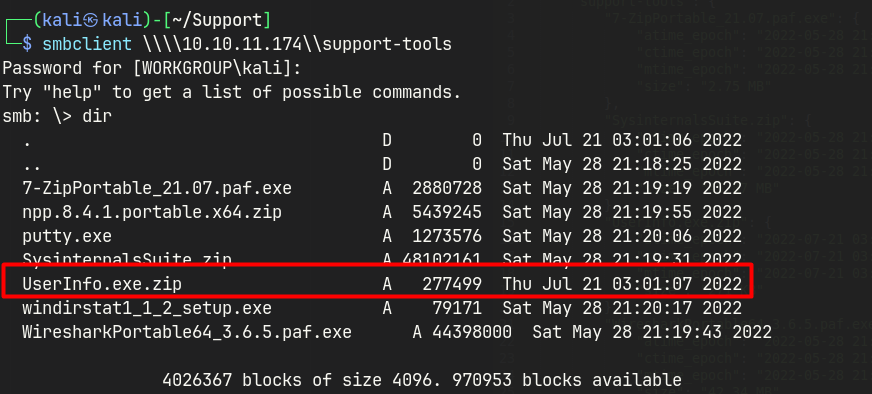 ┌──(kali㉿kali)-[~/Support]
└─$ smbclient \\\\10.10.11.174\\support-tools
Password for [WORKGROUP\kali]:
Try "help" to get a list of possible commands.
smb: \> dir
. D 0 Thu Jul 21 03:01:06 2022
.. D 0 Sat May 28 21:18:25 2022
7-ZipPortable_21.07.paf.exe A 2880728 Sat May 28 21:19:19 2022
npp.8.4.1.portable.x64.zip A 5439245 Sat May 28 21:19:55 2022
putty.exe A 1273576 Sat May 28 21:20:06 2022
SysinternalsSuite.zip A 48102161 Sat May 28 21:19:31 2022
UserInfo.exe.zip A 277499 Thu Jul 21 03:01:07 2022
windirstat1_1_2_setup.exe A 79171 Sat May 28 21:20:17 2022
WiresharkPortable64_3.6.5.paf.exe A 44398000 Sat May 28 21:19:43 2022
4026367 blocks of size 4096. 970953 blocks available